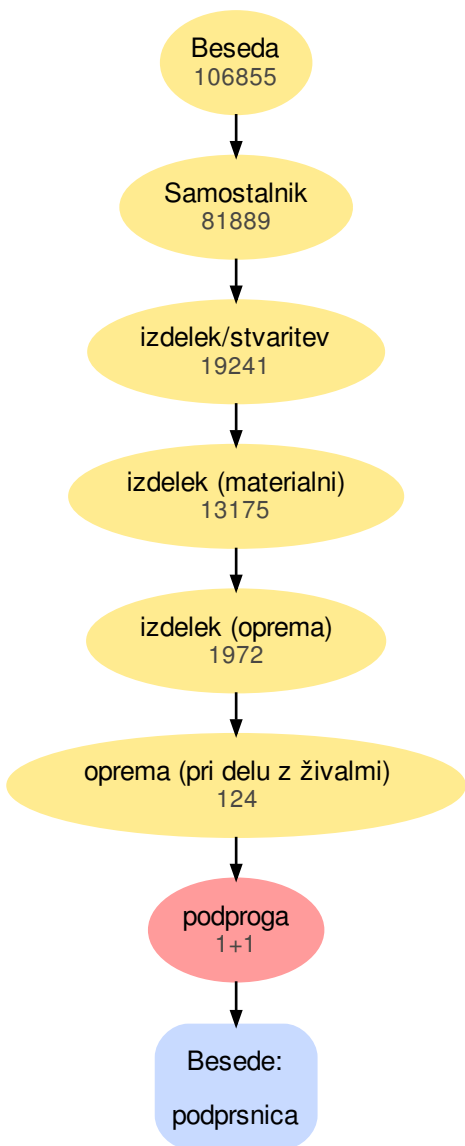 Beseda
106855
Samostalnik
81889
izdelek/stvaritev
19241
izdelek (materialni)
13175
izdelek (oprema)
1972
oprema (pri delu z živalmi)
124
podproga
1+1
Besede:
podprsnica